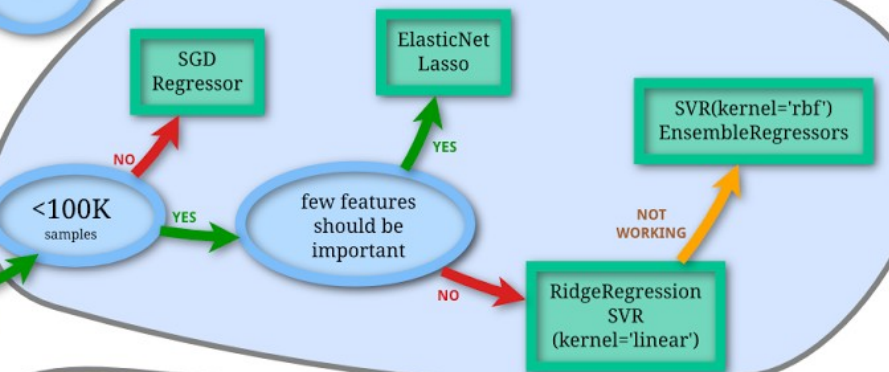 SGD
Regressor
ElasticNet
Lasso
SVR(kernel='rbf')
EnsembleRegressors
NO
YES
<100K
samples
YES
few features
should be
important
NOT
WORKING
NO
RidgeRegression
SVR
(kernel='linear')